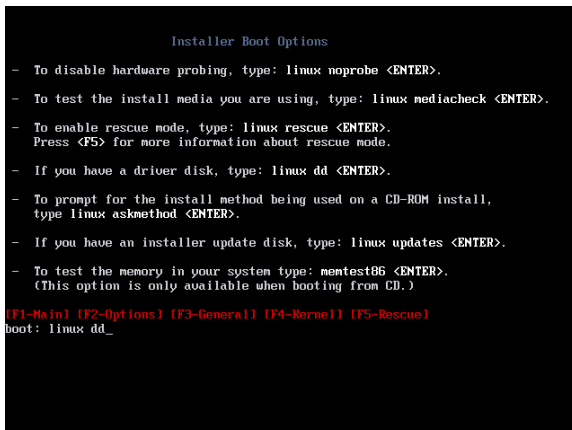 Installer Boot Options
- To disable hardware probing, type: linux noprobe <ENTER>.
- To test the install media you are using, type: linux mediacheck <ENTER>.
- To enable rescue mode, type: linux rescue <ENTER>.
Press <F5> for more information about rescue mode.
- If you have a driver disk, type: linux dd <ENTER>.
- To prompt for the install method being used on a CD-ROM install,
type linux askmethod <ENTER>.
- If you have an installer update disk, type: linux updates <ENTER>.
- To test the memory in your system type: memtest86 <ENTER>.
(This option is only available when booting from CD.)
[F1-Main] [F2-Options] [F3-General] [F4-Kernel] [F5-Rescue]
boot: linux dd_